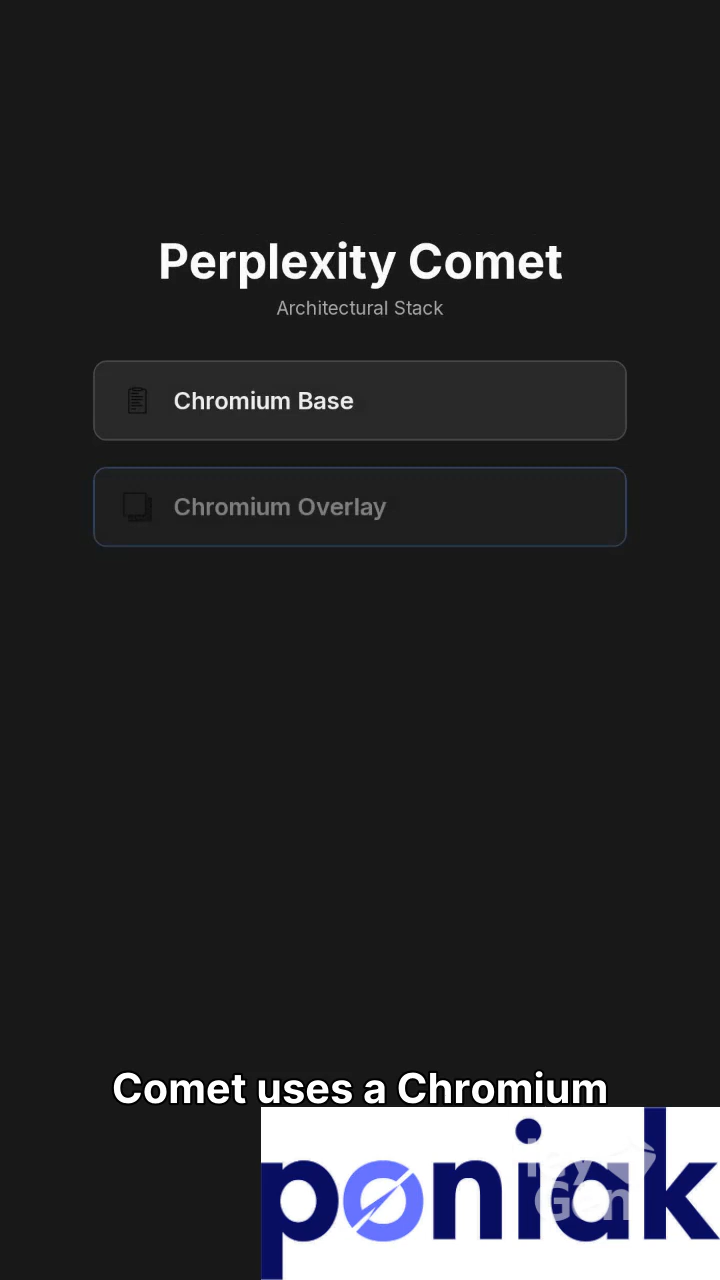 Perplexity Comet
Architectural Stack
Chromium Base
Chromium Overlay
Comet uses a Chromium
poniak